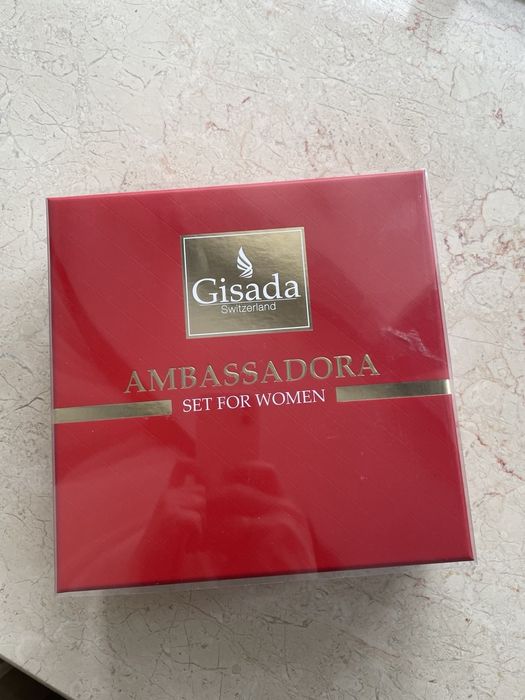 Gisada
Switzerland
AMBASSADORA
SET FOR WOMEN